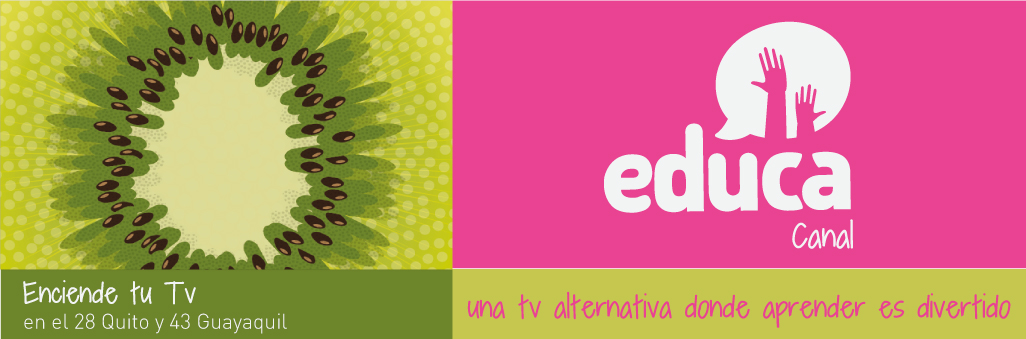 educa
Canal
Enciende tu Tv
en el 28 Quito y 43 Guayaquil
una tv alternativa donde aprender es divertido